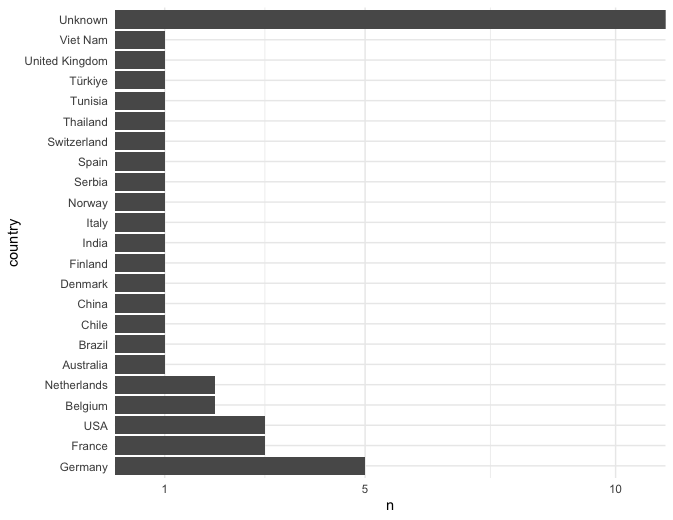 Unknown
Viet Nam
United Kingdom
Türkiye
Tunisia
Thailand
Switzerland
Spain
Serbia
Norway
Italy
India
Finland
Denmark
China
Chile
Brazil
Australia
Netherlands
Belgium
USA
France
Germany
country
1 5 10
n